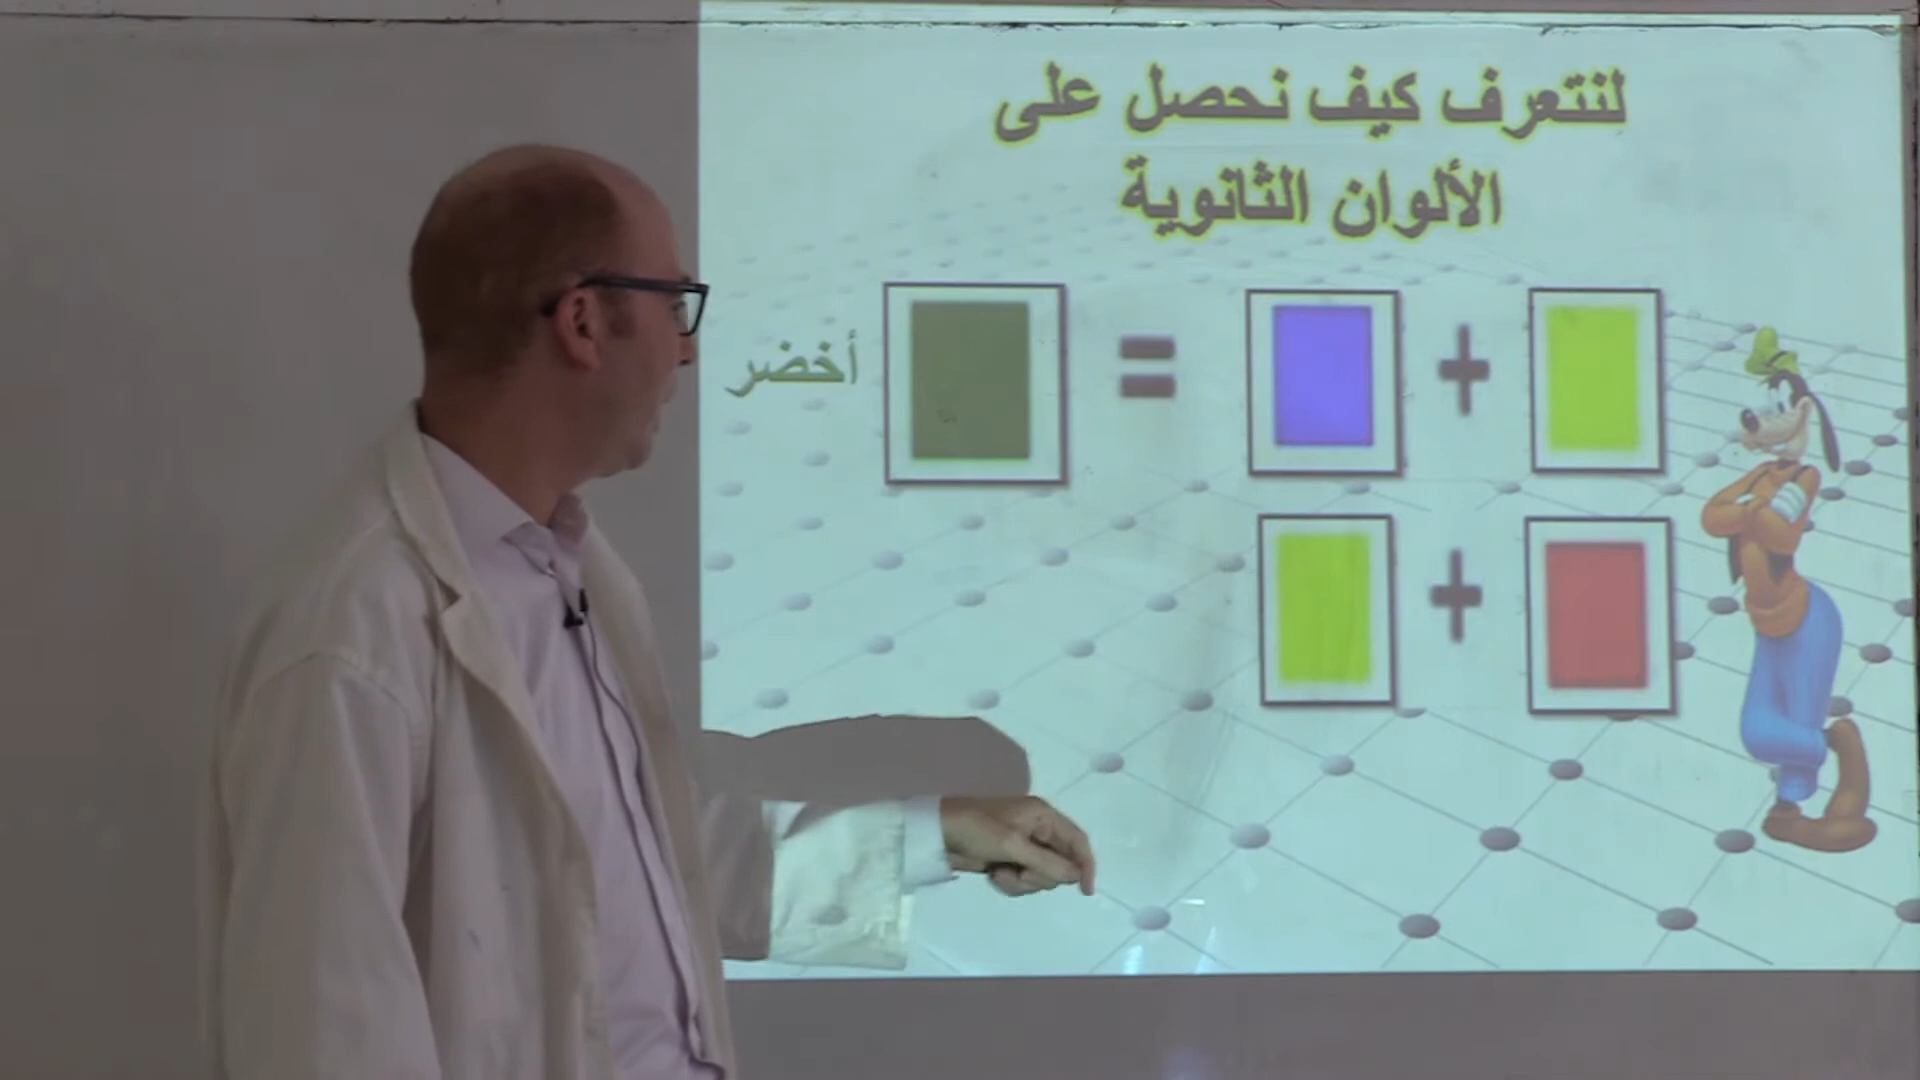 لنتعرف كيف نحصل على
الألوان الثانوية
+ = أخضر
+